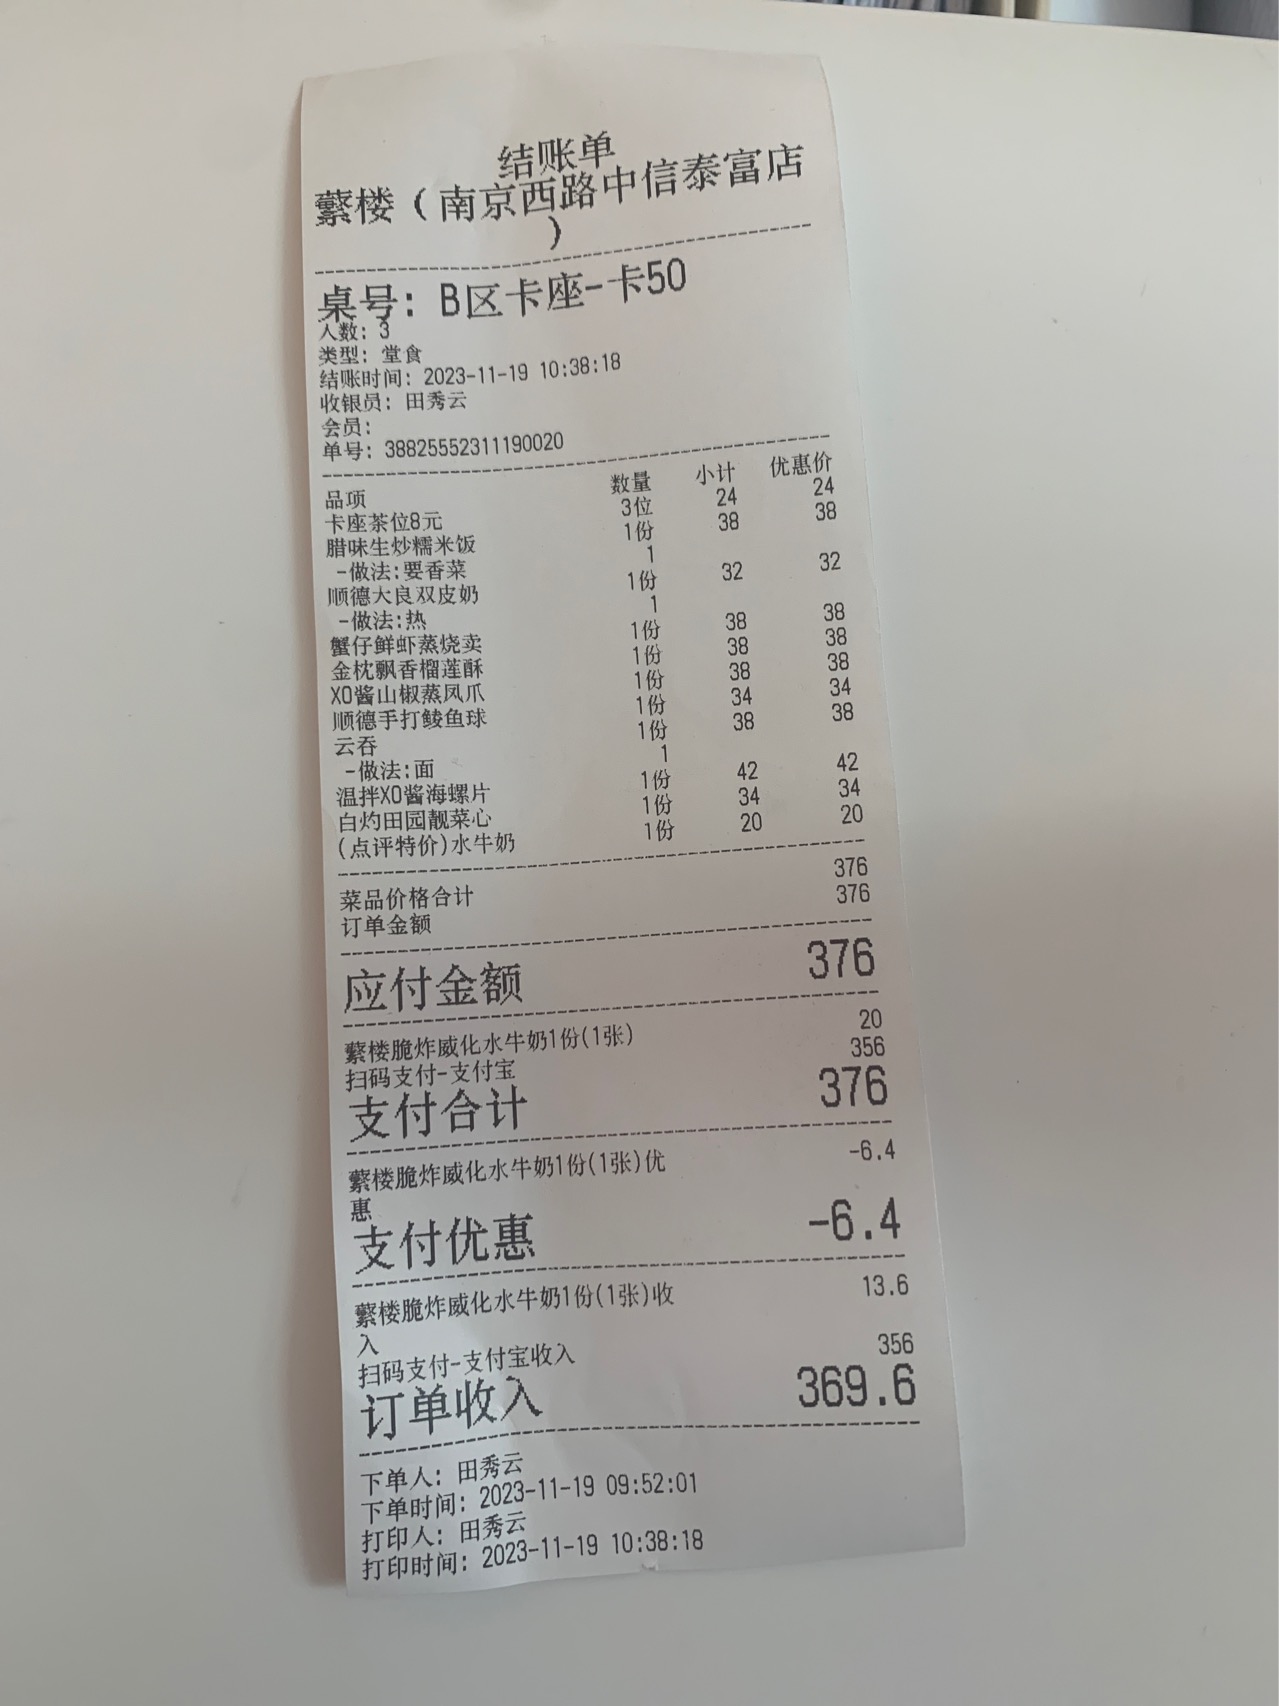 结账单
蘩楼（南京西路中信泰富店
）
桌号: B区卡座-卡50
人数: 3
类型: 堂食
结账时间: 2023-11-19 10:38:18
收银员: 田秀云
会员:
单号: 38825552311190020
品项 数量 小计 优惠价
卡座茶位8元 3位 24 24
腊味生炒糯米饭 1份 38 38
-做法:要香菜 1
顺德大良双皮奶 1份 32 32
-做法:热 1
蟹仔鲜虾蒸烧卖 1份 38 38
金枕飘香榴莲酥 1份 38 38
XO酱山椒蒸凤爪 1份 38 38
顺德手打鲮鱼球 1份 34 34
云吞 1份 38 38
-做法:面 1
温拌XO酱海螺片 1份 42 42
白灼田园靓菜心 1份 34 34
(点评特价)水牛奶 1份 20 20
菜品价格合计 376
订单金额 376
应付金额 376
蘩楼脆炸威化水牛奶1份(1张) 20
扫码支付-支付宝 356
支付合计 376
蘩楼脆炸威化水牛奶1份(1张)优 -6.4
惠
支付优惠 -6.4
蘩楼脆炸威化水牛奶1份(1张)收 13.6
入
扫码支付-支付宝收入 356
订单收入 369.6
下单人: 田秀云
下单时间: 2023-11-19 09:52:01
打印人: 田秀云
打印时间: 2023-11-19 10:38:18